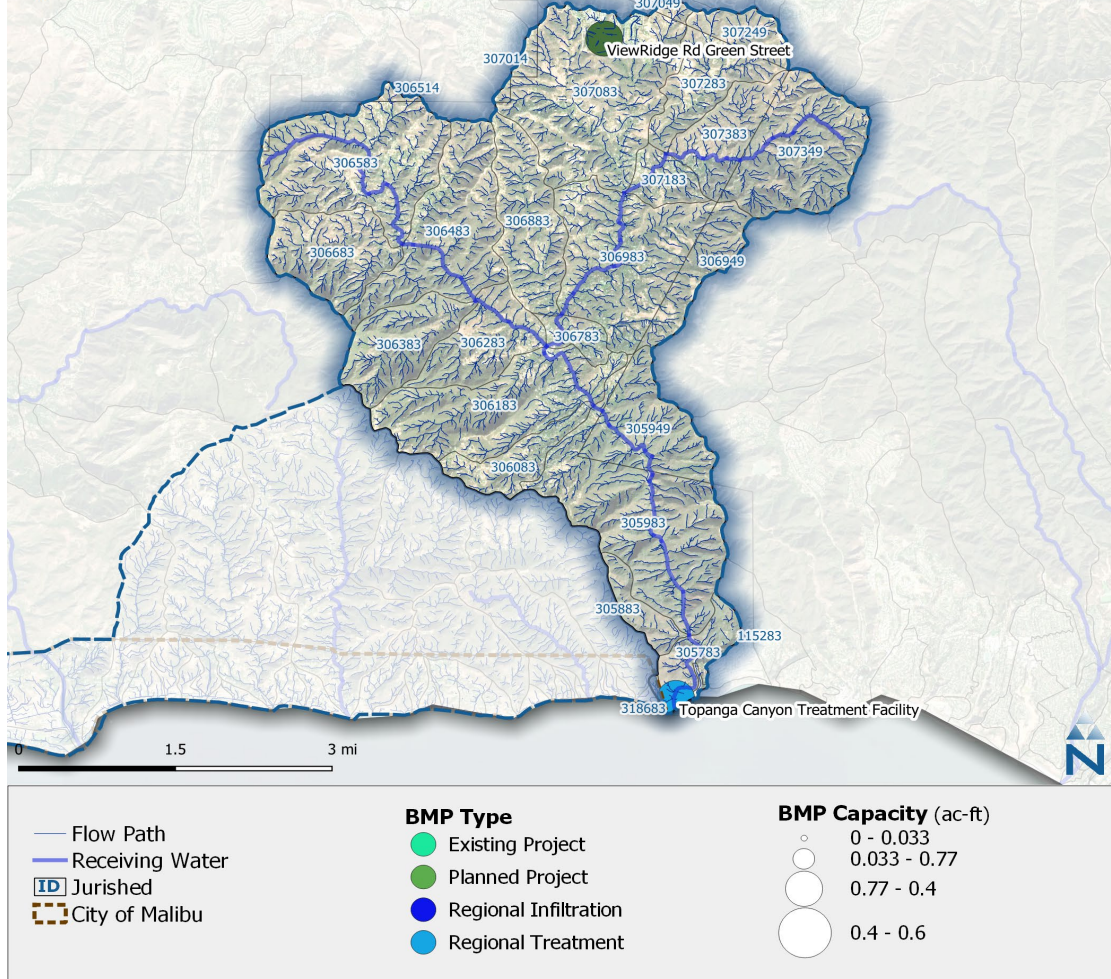 307049
307249
ViewRidge Rd Green Street
307014
306514
307083
307283
307383
307349
306583
307183
306883
306483
306683
306983
306949
306783
306383
306283
306183
305949
306083
305983
305883
115283
305783
318683
Topanga Canyon Treatment Facility
0 1.5 3 mi
N
Flow Path
Receiving Water
ID Jurished
City of Malibu
BMP Type
Existing Project
Planned Project
Regional Infiltration
Regional Treatment
BMP Capacity (ac-ft)
0 - 0.033
0.033 - 0.77
0.77 - 0.4
0.4 - 0.6